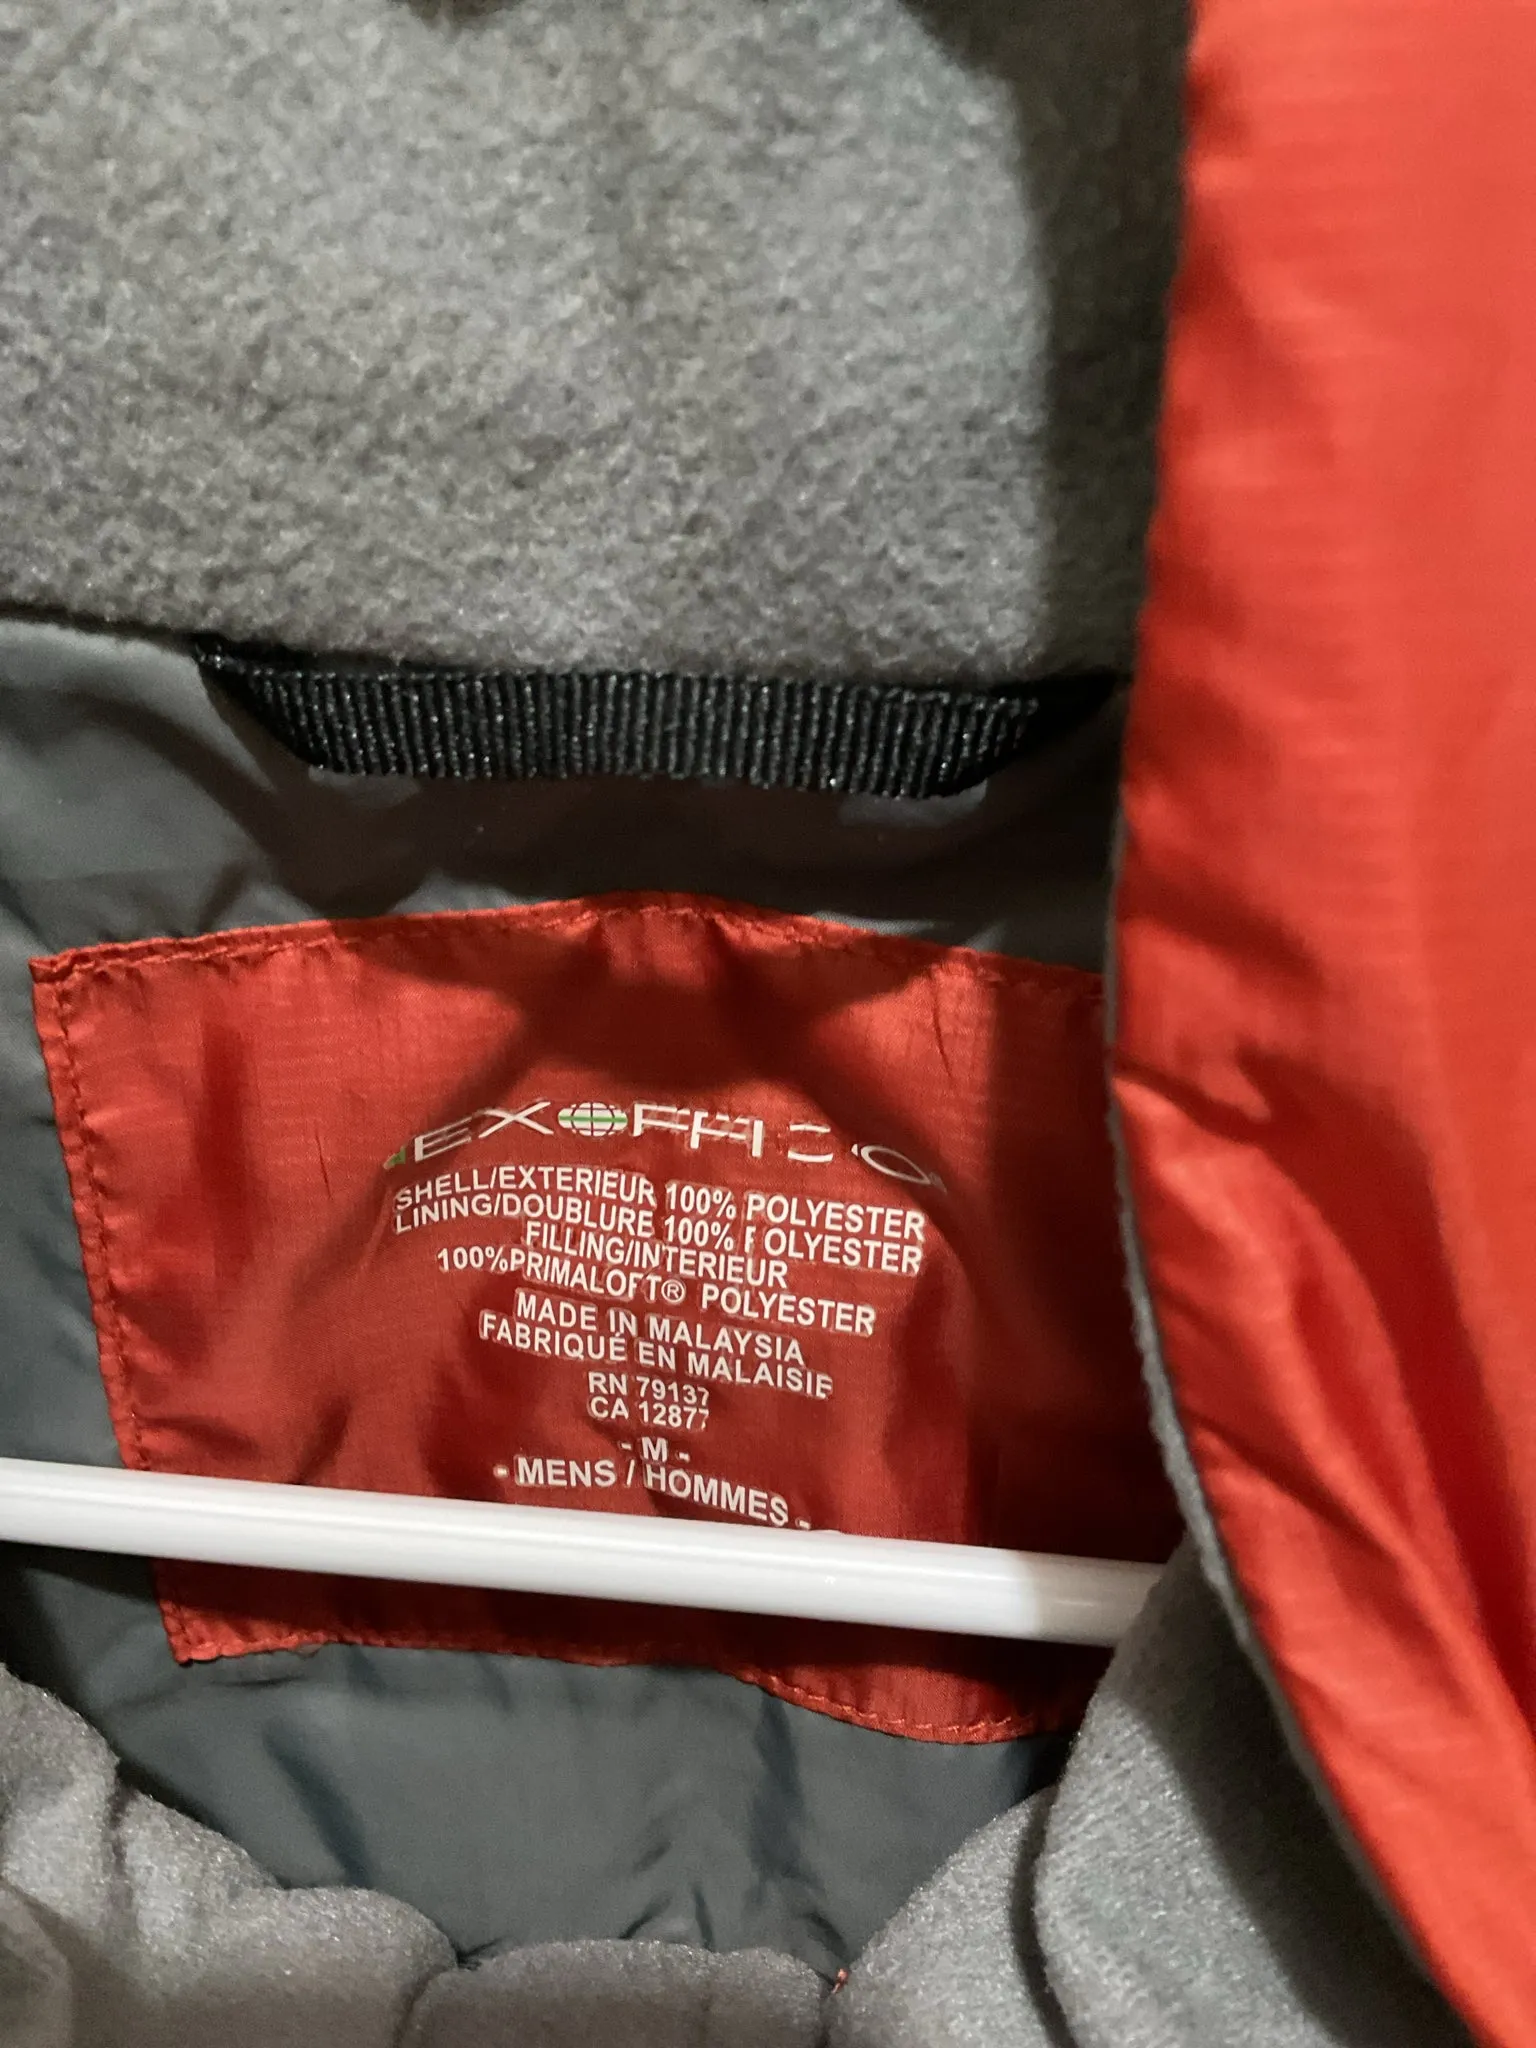 EXOFFICIO
SHELL/EXTERIEUR 100% POLYESTER
LINING/DOUBLURE 100% POLYESTER
FILLING/INTERIEUR
100%PRIMALOFT® POLYESTER
MADE IN MALAYSIA
FABRIQUÉ EN MALAISIE
RN 79137
CA 12877
- M -
- MENS / HOMMES -